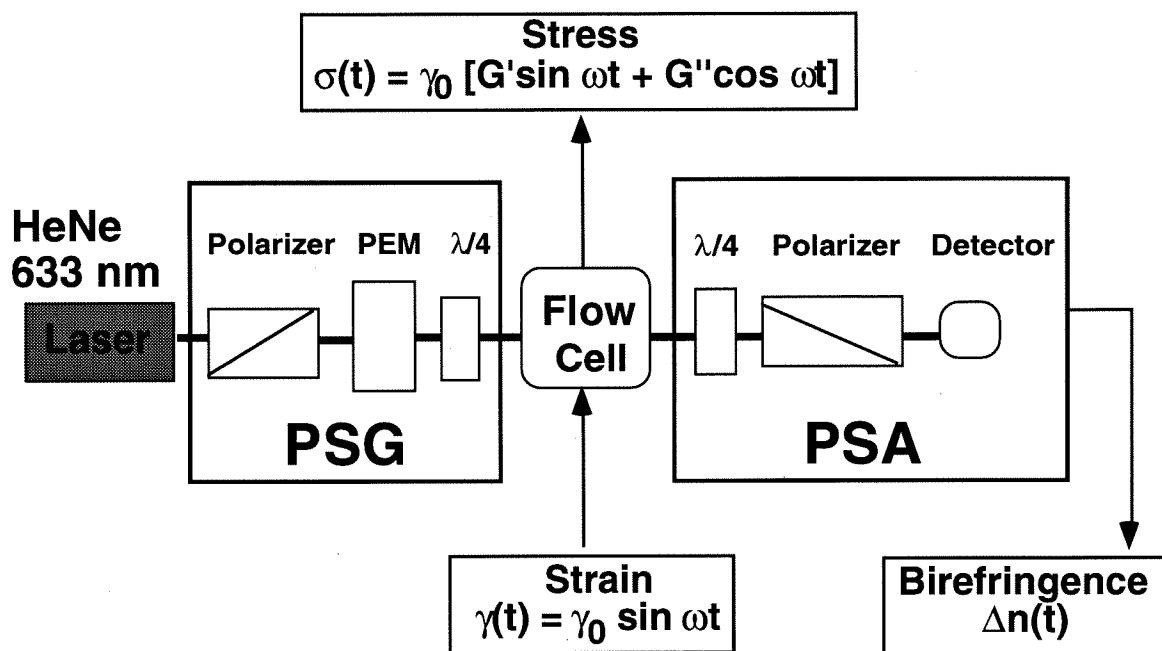 Stress
σ(t) = γ₀ [G'sin ωt + G''cos ωt]
HeNe
633 nm
Laser
Polarizer
PEM
λ/4
PSG
Flow
Cell
λ/4
Polarizer
Detector
PSA
Strain
γ(t) = γ₀ sin ωt
Birefringence
Δn(t)